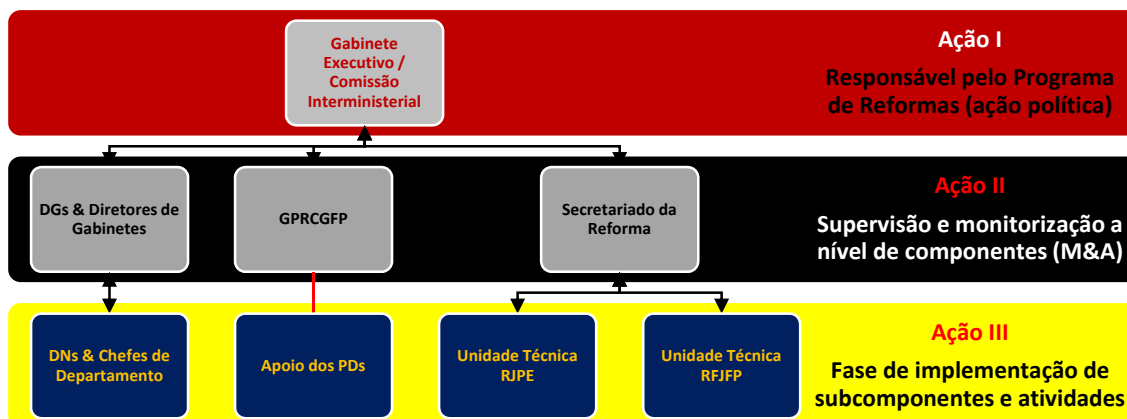 Gabinete
Executivo /
Comissão
Interministerial
Ação I
Responsável pelo Programa
de Reformas (ação política)
DGs & Diretores de
Gabinetes
GPRCGFP
Secretariado da
Reforma
Ação II
Supervisão e monitorização a
nível de componentes (M&A)
DNs & Chefes de
Departamento
Apoio dos PDs
Unidade Técnica
RJPE
Unidade Técnica
RFJFP
Ação III
Fase de implementação de
subcomponentes e atividades